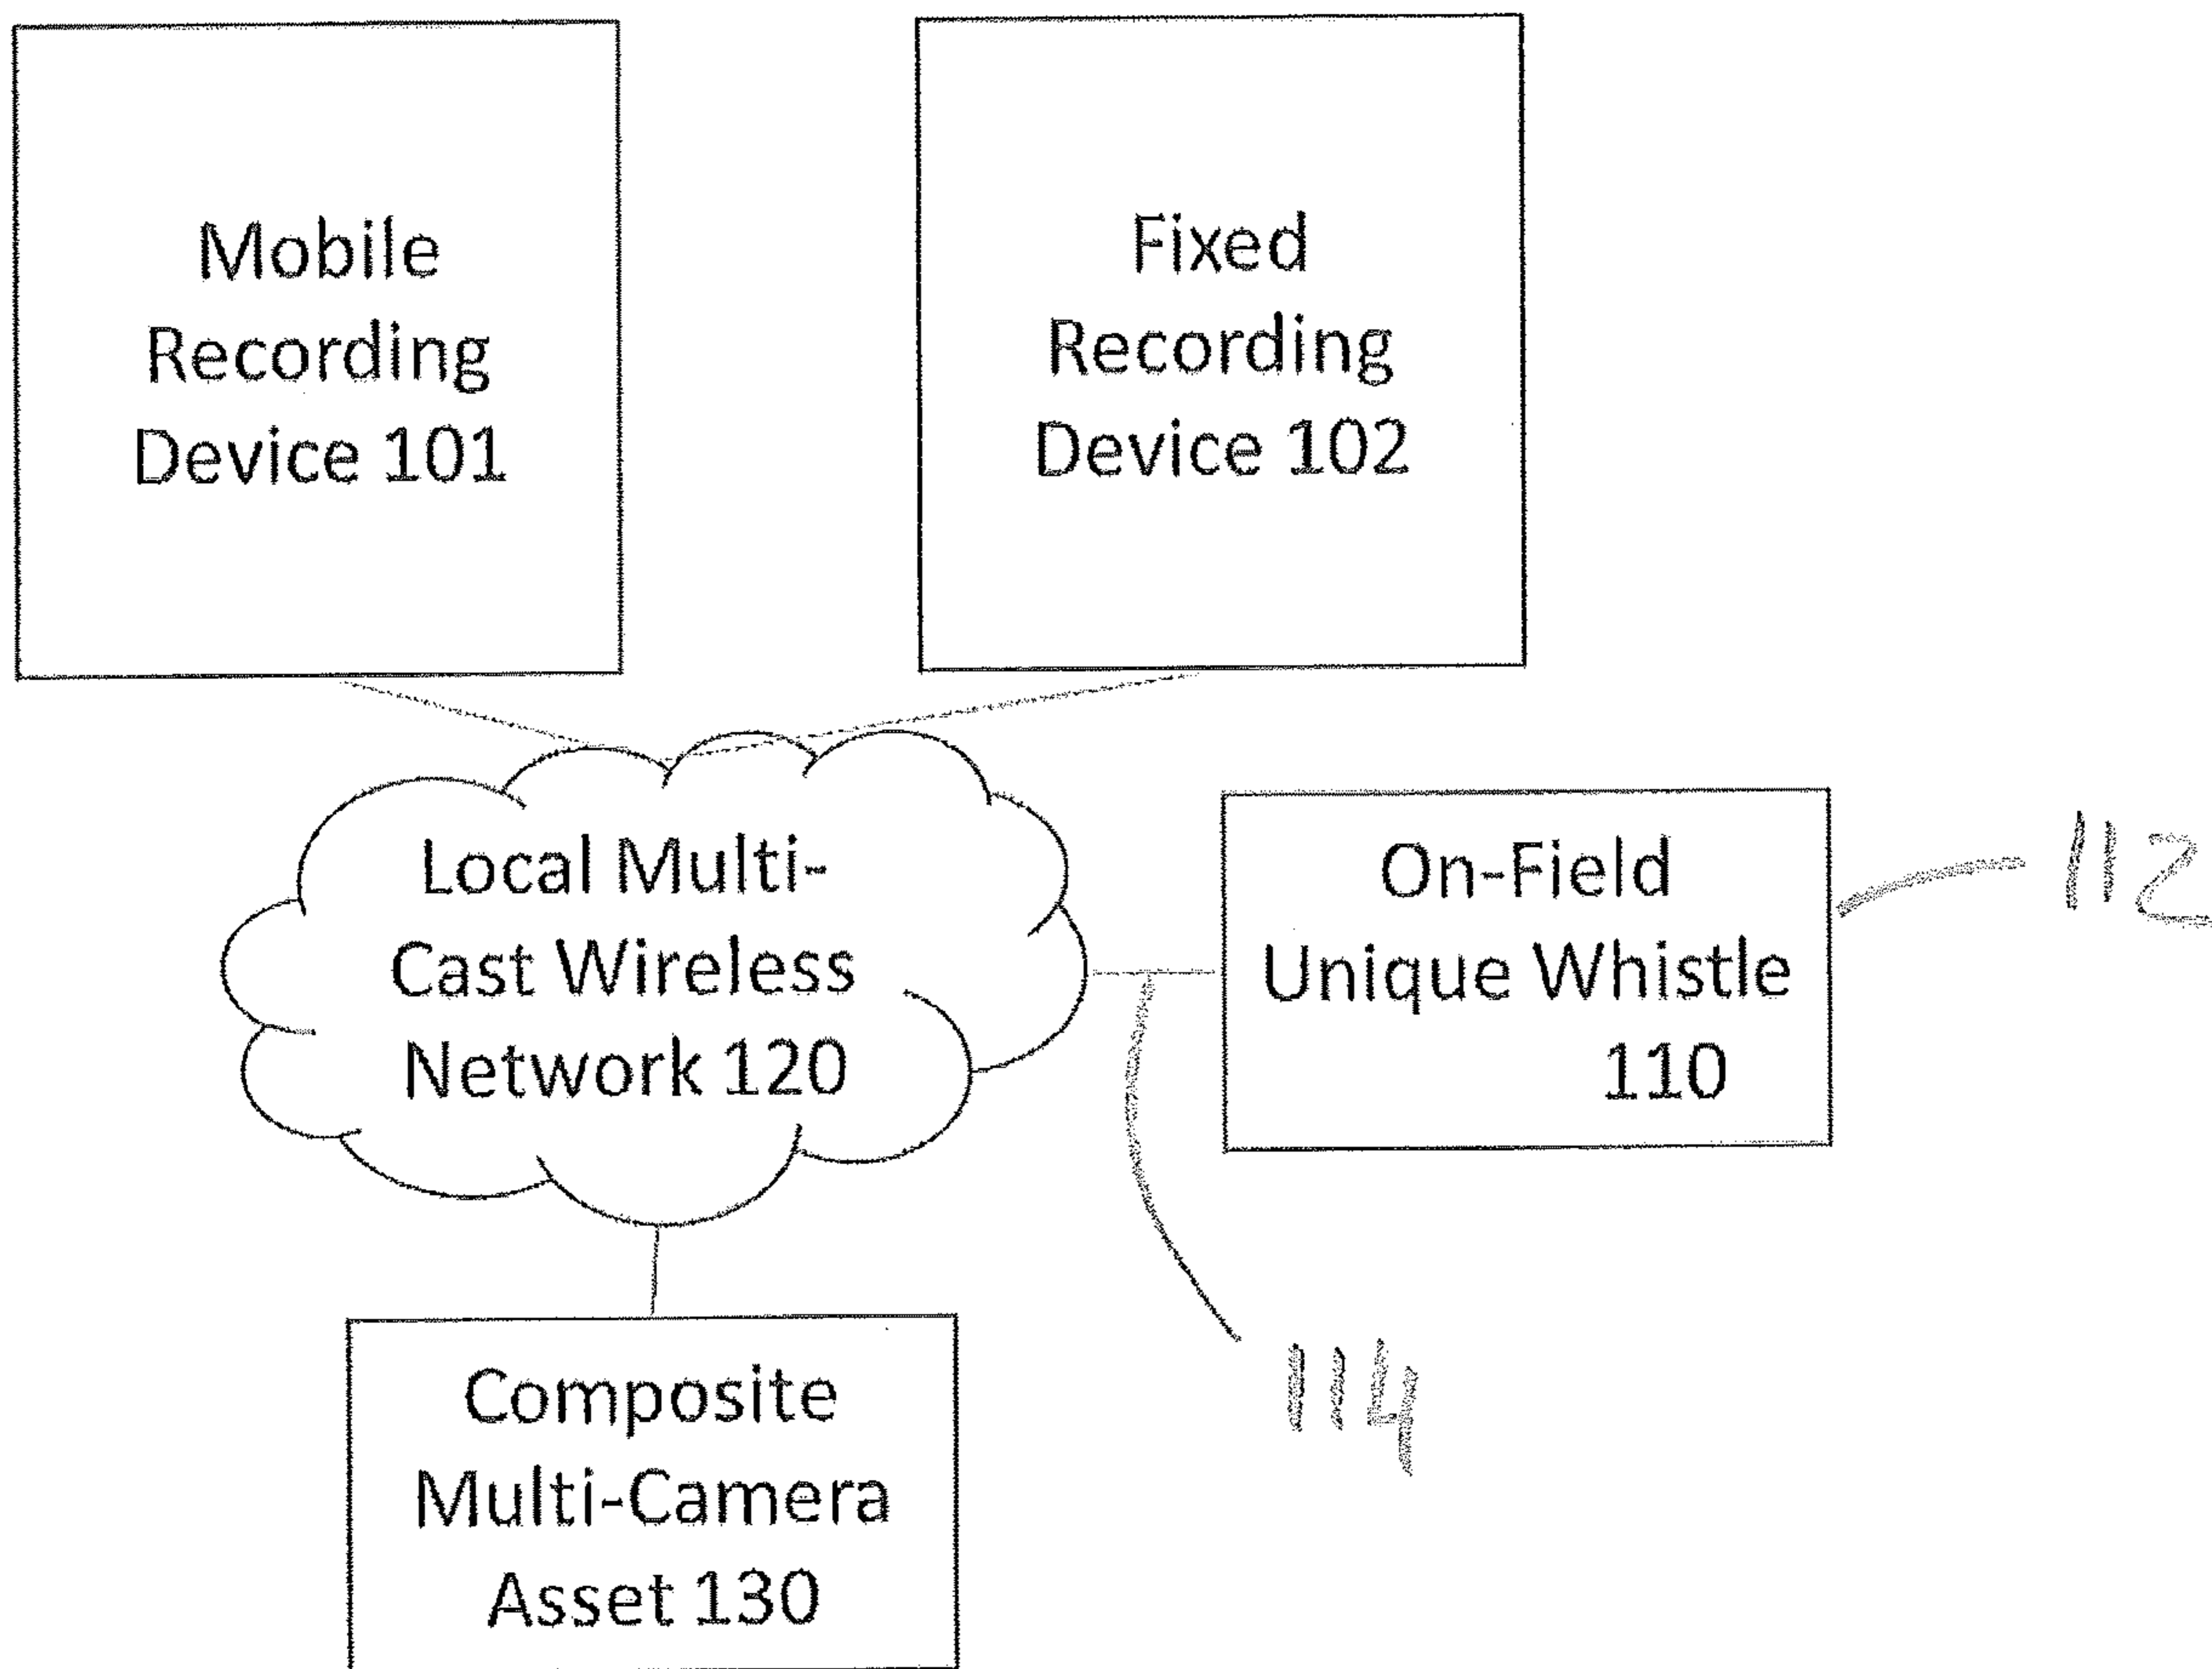 Mobile
Recording
Device 101
Fixed
Recording
Device 102
Local Multi-
Cast Wireless
Network 120
On-Field
Unique Whistle
110
112
114
Composite
Multi-Camera
Asset 130